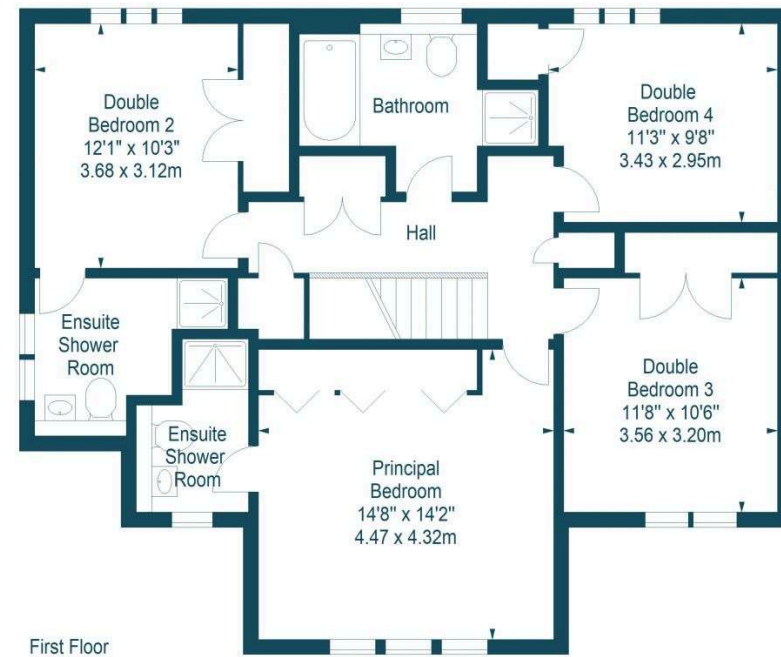 Double
Bedroom 2
12'1" x 10'3"
3.68 x 3.12m
Bathroom
Double
Bedroom 4
11'3" x 9'8"
3.43 x 2.95m
Hall
Ensuite
Shower
Room
Ensuite
Shower
Room
Principal
Bedroom
14'8" x 14'2"
4.47 x 4.32m
Double
Bedroom 3
11'8" x 10'6"
3.56 x 3.20m
First Floor